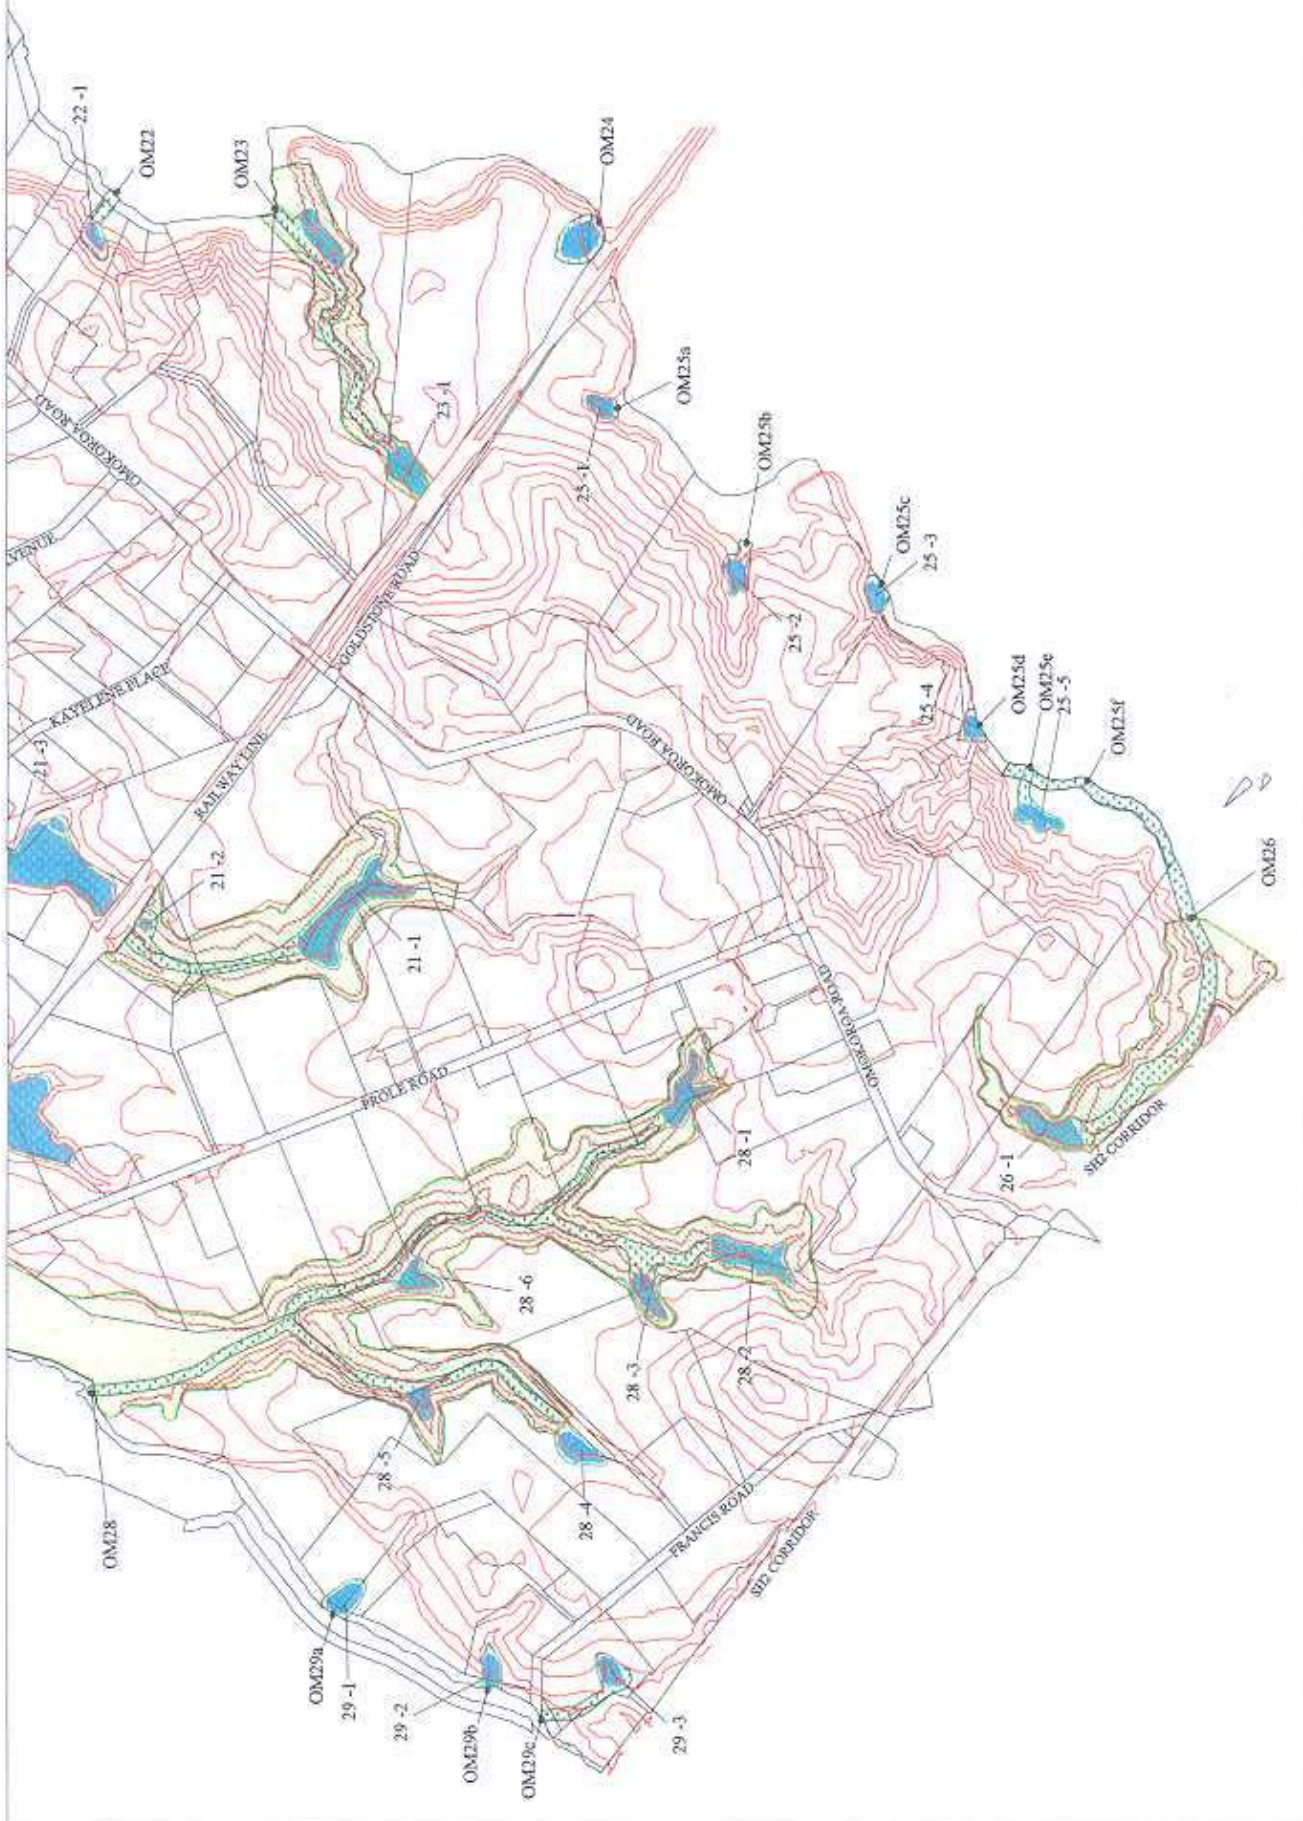 22 -1
OM22
OM23
OM24
OMOKOROA ROAD
23 -1
OM25a
25 -1
OM25b
VENUE
GOLDSTONE ROAD
OM25c
25 -3
25 -2
KAYELENE PLACE
21 -3
RAILWAY LINE
OMOKOROA ROAD
25 -4
OM25d
OM25e
25 -5
OM25f
21 -2
21 -1
OM26
PROLE ROAD
OMOKOROA ROAD
28 -1
26 -1
SH2 CORRIDOR
28 -6
28 -3
28 -2
28 -5
28 -4
FRANCIS ROAD
SH2 CORRIDOR
OM28
OM29a
29 -1
29 -2
OM29b
OM29c
29 -3